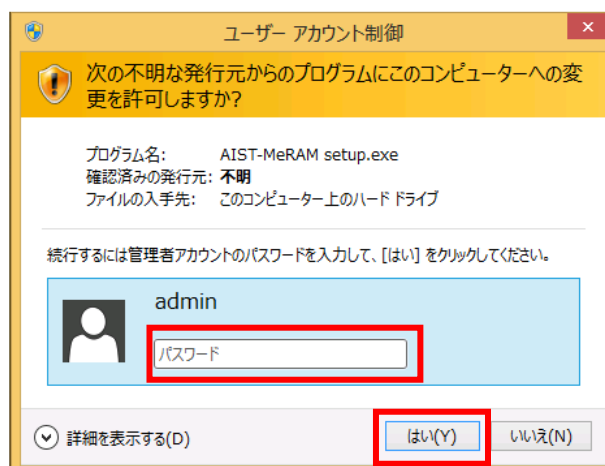 ユーザー アカウント制御
次の不明な発行元からのプログラムにこのコンピューターへの変
更を許可しますか?
プログラム名: AIST-MeRAM setup.exe
確認済みの発行元: 不明
ファイルの入手先: このコンピューター上のハード ドライブ
続行するには管理者アカウントのパスワードを入力して、[はい] をクリックしてください。
admin
パスワード
詳細を表示する(D) はい(Y) いいえ(N)